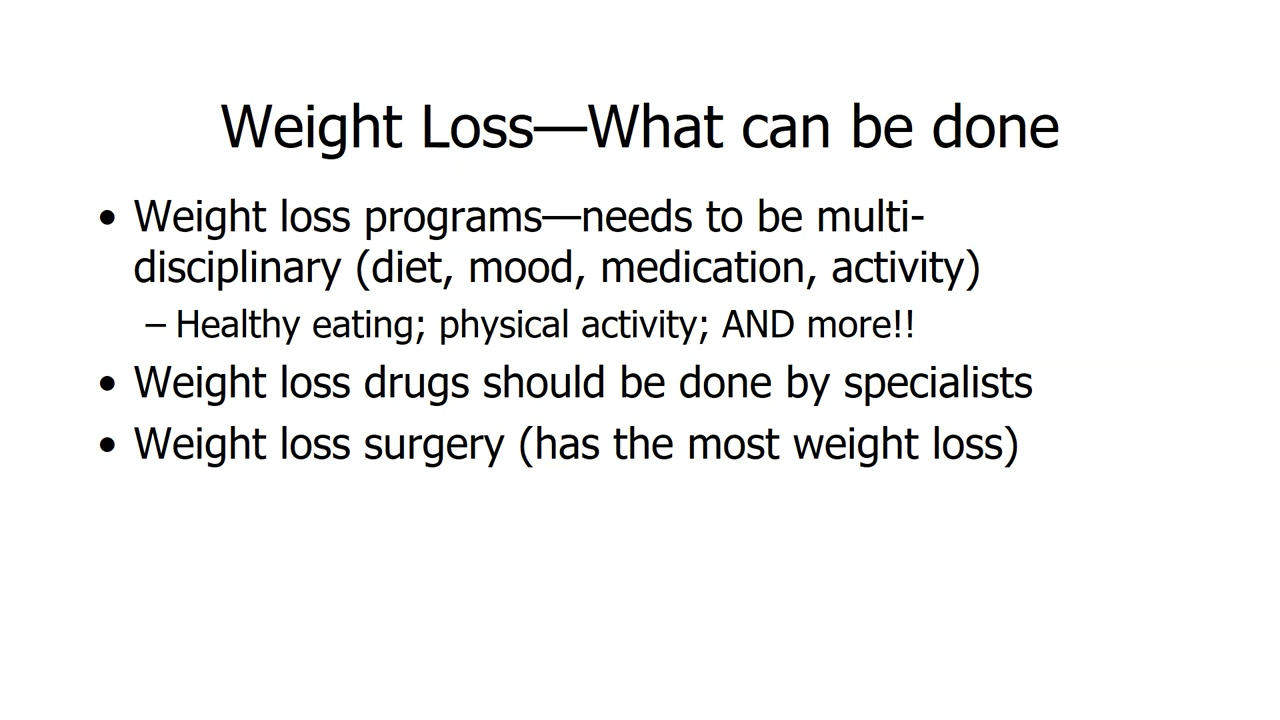 Weight Loss—What can be done
• Weight loss programs—needs to be multi-
disciplinary (diet, mood, medication, activity)
– Healthy eating; physical activity; AND more!!
• Weight loss drugs should be done by specialists
• Weight loss surgery (has the most weight loss)